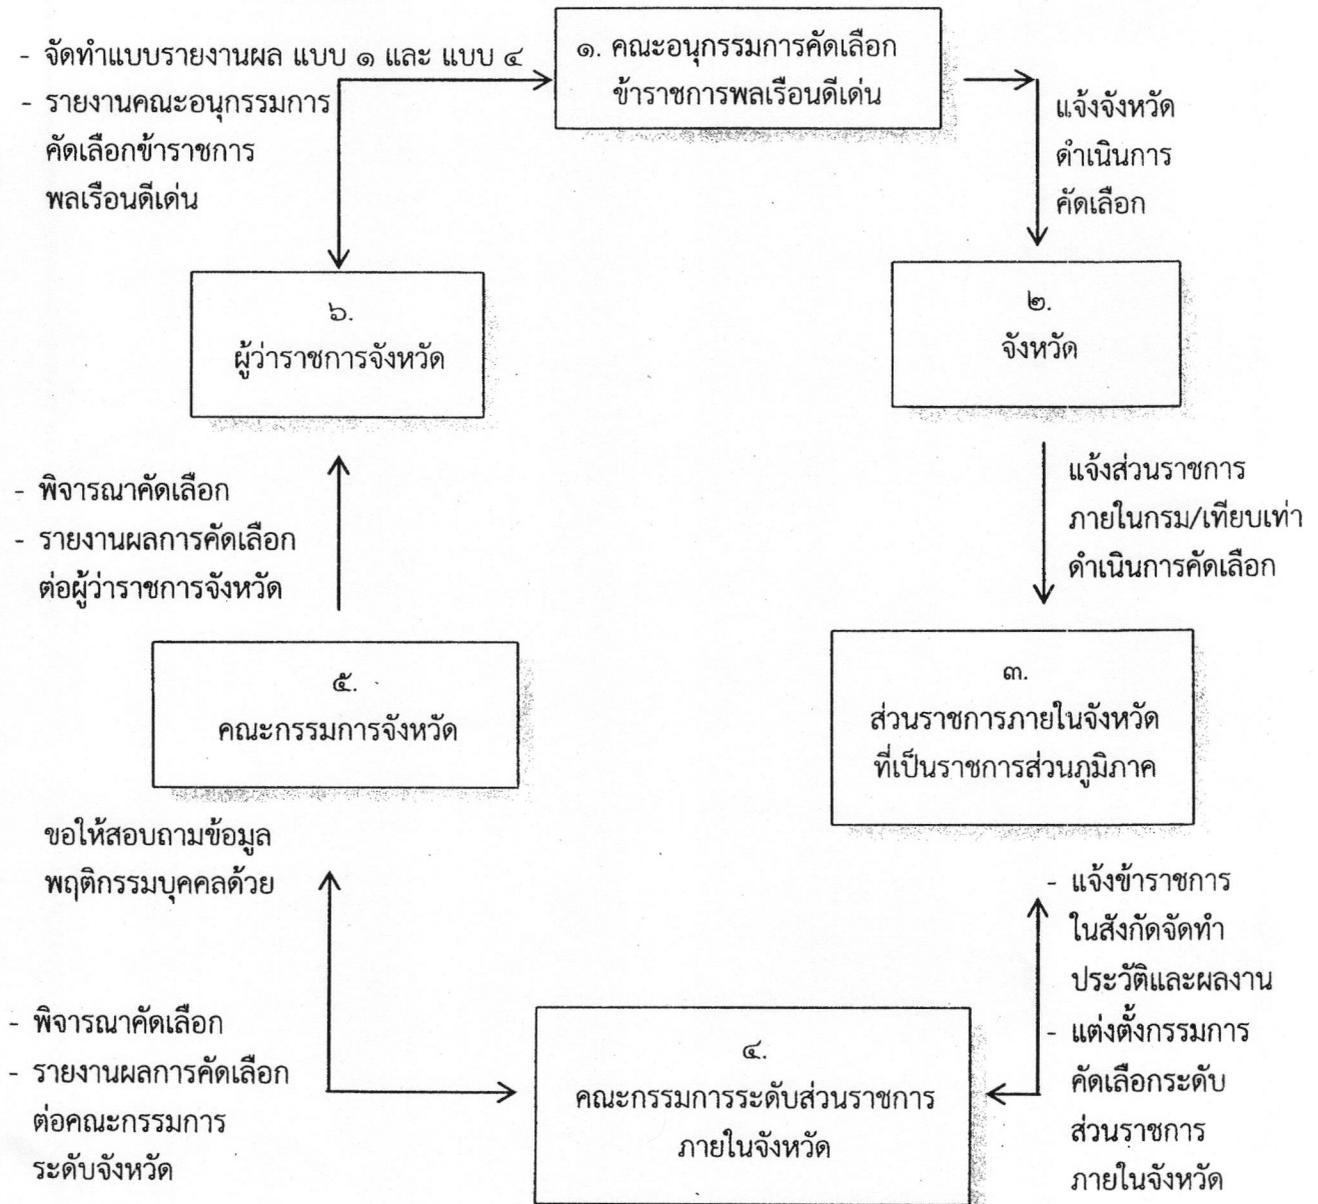 - จัดทำแบบรายงานผล แบบ ๑ และ แบบ ๔
- รายงานคณะอนุกรรมการ
คัดเลือกข้าราชการ
พลเรือนดีเด่น
๑. คณะอนุกรรมการคัดเลือก
ข้าราชการพลเรือนดีเด่น
แจ้งจังหวัด
ดำเนินการ
คัดเลือก
๒.
จังหวัด
แจ้งส่วนราชการ
ภายในกรม/เทียบเท่า
ดำเนินการคัดเลือก
๓.
ส่วนราชการภายในจังหวัด
ที่เป็นราชการส่วนภูมิภาค
- แจ้งข้าราชการ
ในสังกัดจัดทำ
ประวัติและผลงาน
- แต่งตั้งกรรมการ
คัดเลือกระดับ
ส่วนราชการ
ภายในจังหวัด
๔.
คณะกรรมการระดับส่วนราชการ
ภายในจังหวัด
ขอให้สอบถามข้อมูล
พฤติกรรมบุคคลด้วย
- พิจารณาคัดเลือก
- รายงานผลการคัดเลือก
ต่อคณะกรรมการ
ระดับจังหวัด
๕.
คณะกรรมการจังหวัด
- พิจารณาคัดเลือก
- รายงานผลการคัดเลือก
ต่อผู้ว่าราชการจังหวัด
๖.
ผู้ว่าราชการจังหวัด